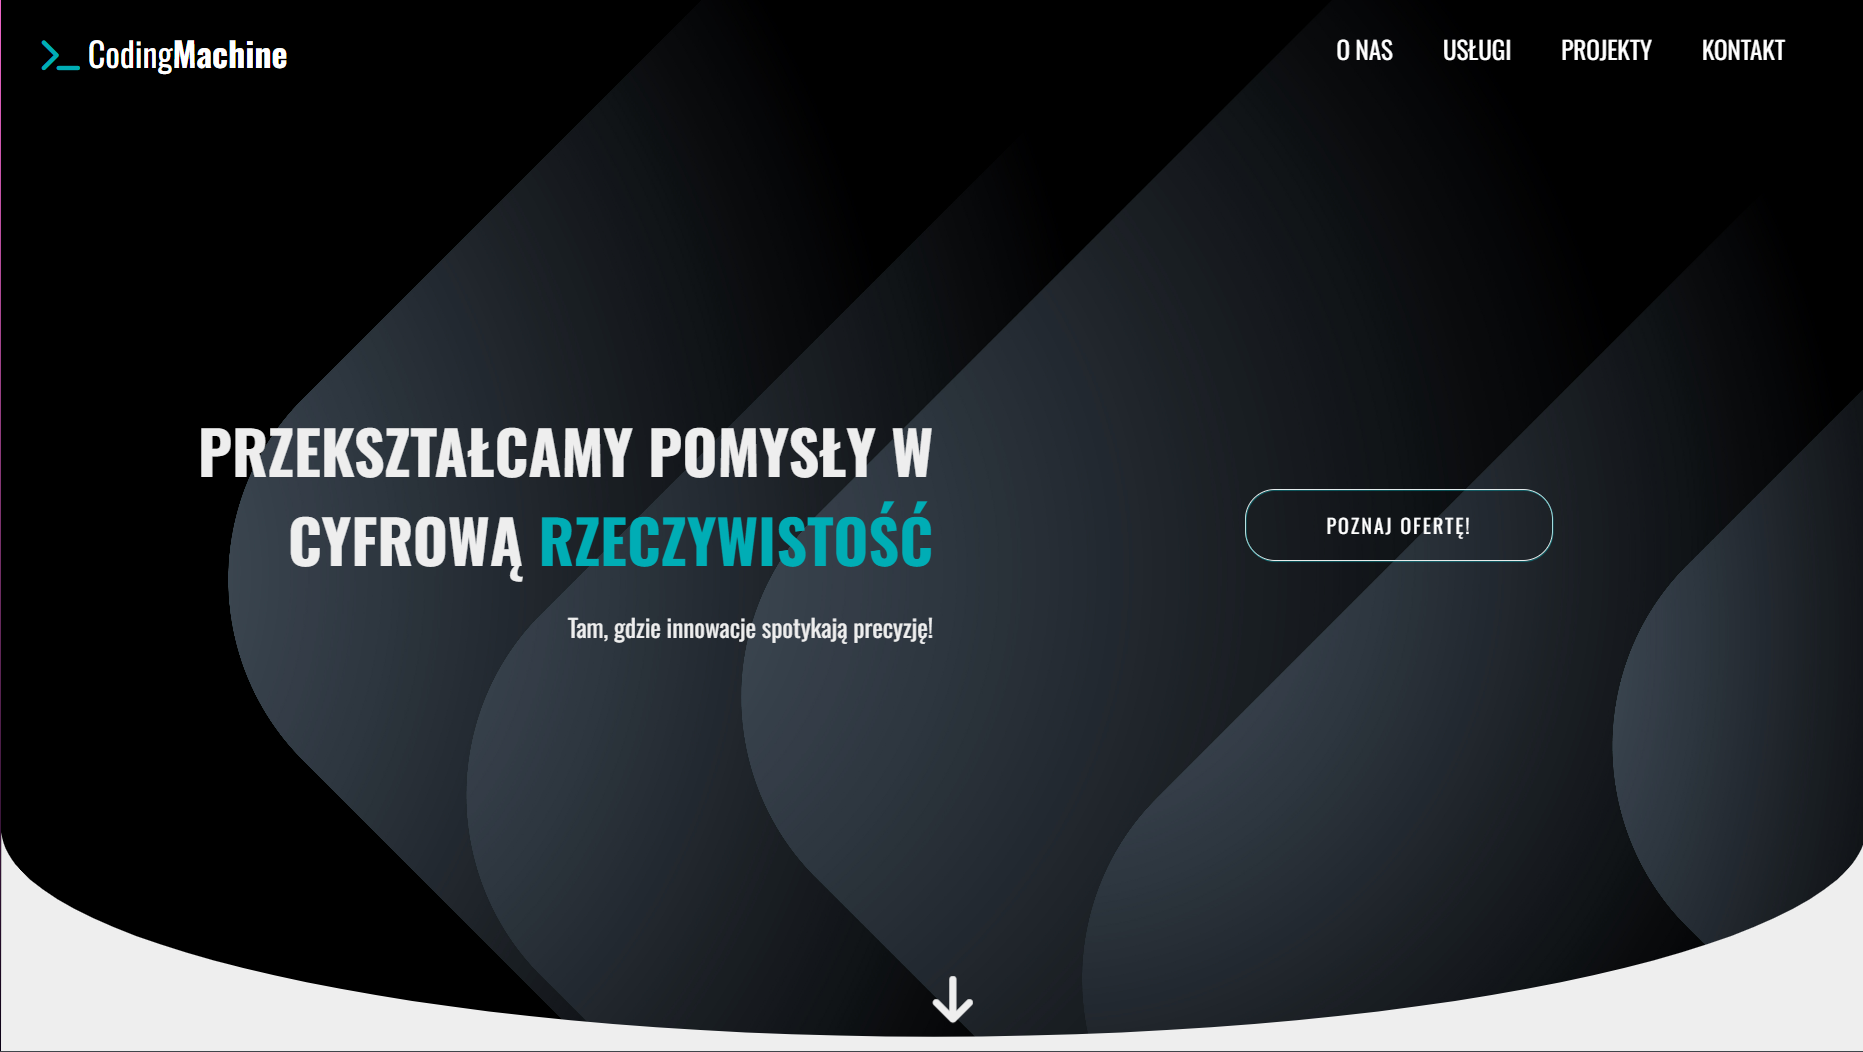 CodingMachine
O NAS
USŁUGI
PROJEKTY
KONTAKT
PRZEKSZTAŁCAMY POMYSŁY W
CYFROWĄ RZECZYWISTOŚĆ
Tam, gdzie innowacje spotykają precyzję!
POZNAJ OFERTĘ!